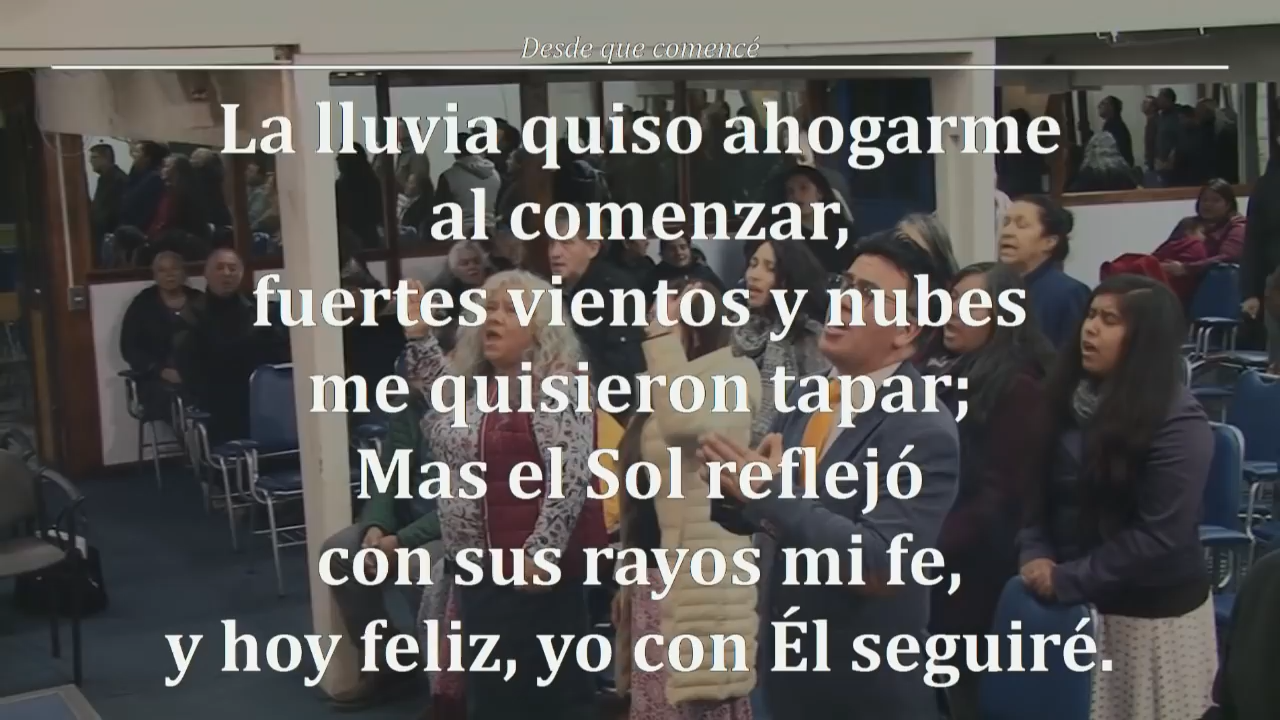 Desde que comencé
La lluvia quiso ahogarme
al comenzar,
fuertes vientos y nubes
me quisieron tapar;
Mas el Sol reflejó
con sus rayos mi fe,
y hoy feliz, yo con Él seguiré.